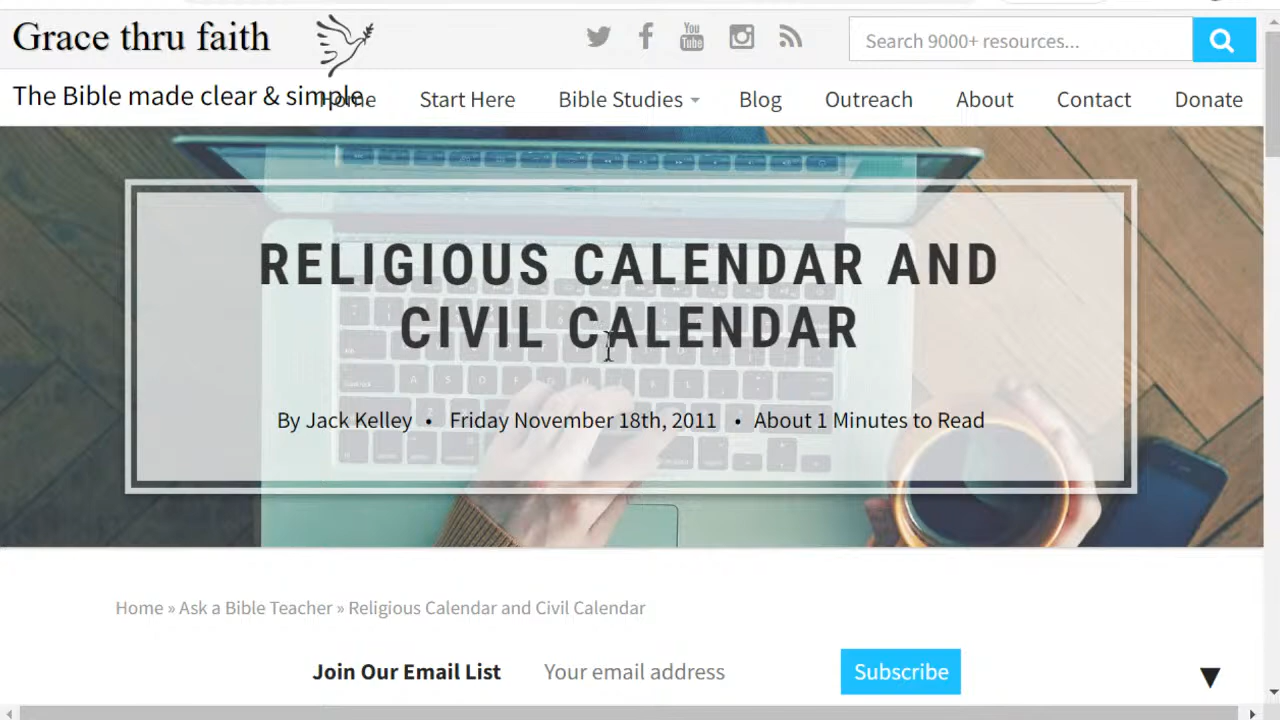 Grace thru faith
You
Tube
Search 9000+ resources...
The Bible made clear & simple
Home Start Here Bible Studies Blog Outreach About Contact Donate
RELIGIOUS CALENDAR AND
CIVIL CALENDAR
By Jack Kelley • Friday November 18th, 2011 • About 1 Minutes to Read
Home » Ask a Bible Teacher » Religious Calendar and Civil Calendar
Join Our Email List Your email address Subscribe